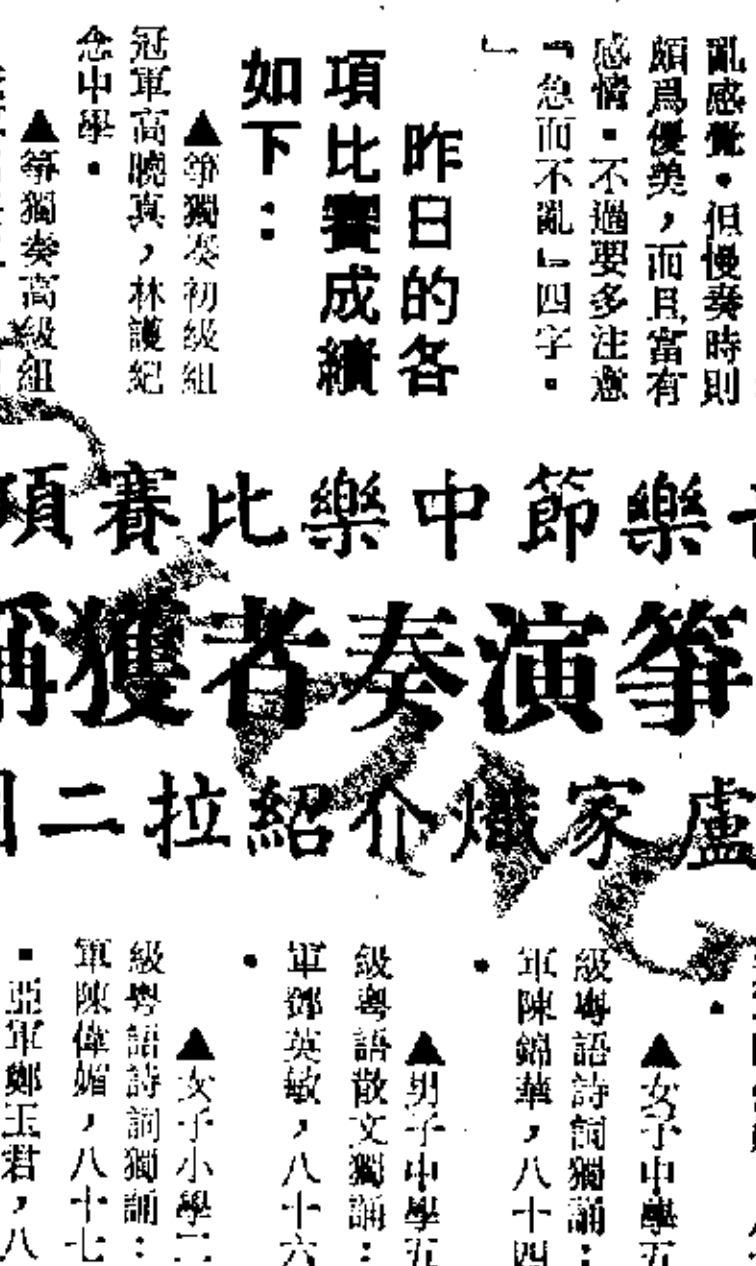 亂感覺。但慢奏時則
頗爲優美，而且富有
感情。不過要多注意
『急而不亂』四字。
」
昨日的各
項比賽成績
如下：
▲箏獨奏初級組
冠軍高曉真，林護紀
念中學。
▲箏獨奏高級組
樂節中樂比賽項
箏演奏者獲稱
盧家熾介紹拉二
▲女子中學五
級粵語詩詞獨誦：
軍陳錦華，八十四
。
▲男子中學五
級粵語散文獨誦：
軍鄧英敏，八十六
。
▲女子小學二
級粵語詩詞獨誦：
軍陳偉媚，八十七
。亞軍鄭玉君，八